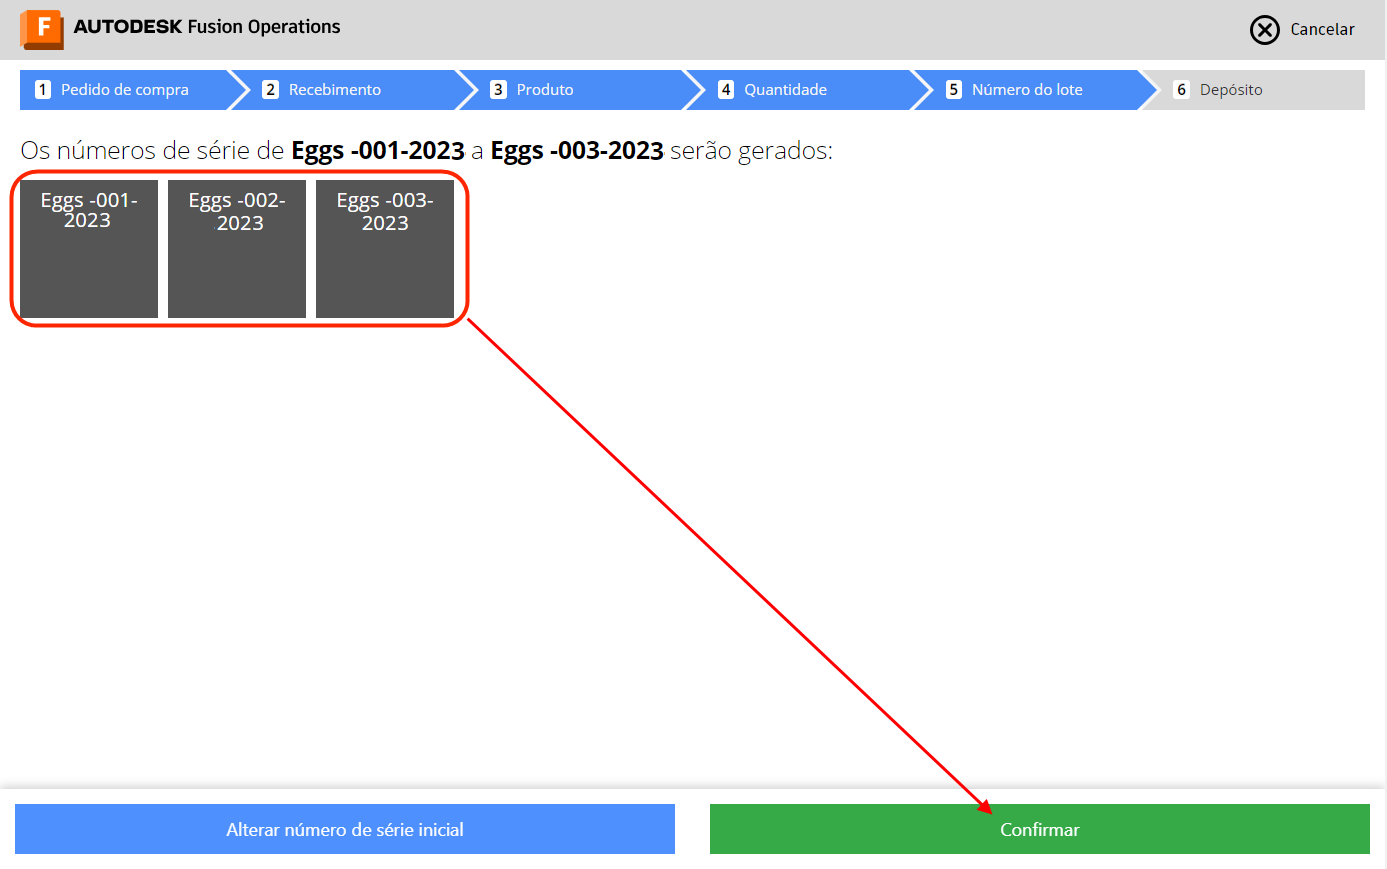 F AUTODESK Fusion Operations
Cancelar
1 Pedido de compra
2 Recebimento
3 Produto
4 Quantidade
5 Número do lote
6 Depósito
Os números de série de Eggs -001-2023 a Eggs -003-2023 serão gerados:
Eggs -001-
2023
Eggs -002-
2023
Eggs -003-
2023
Alterar número de série inicial
Confirmar